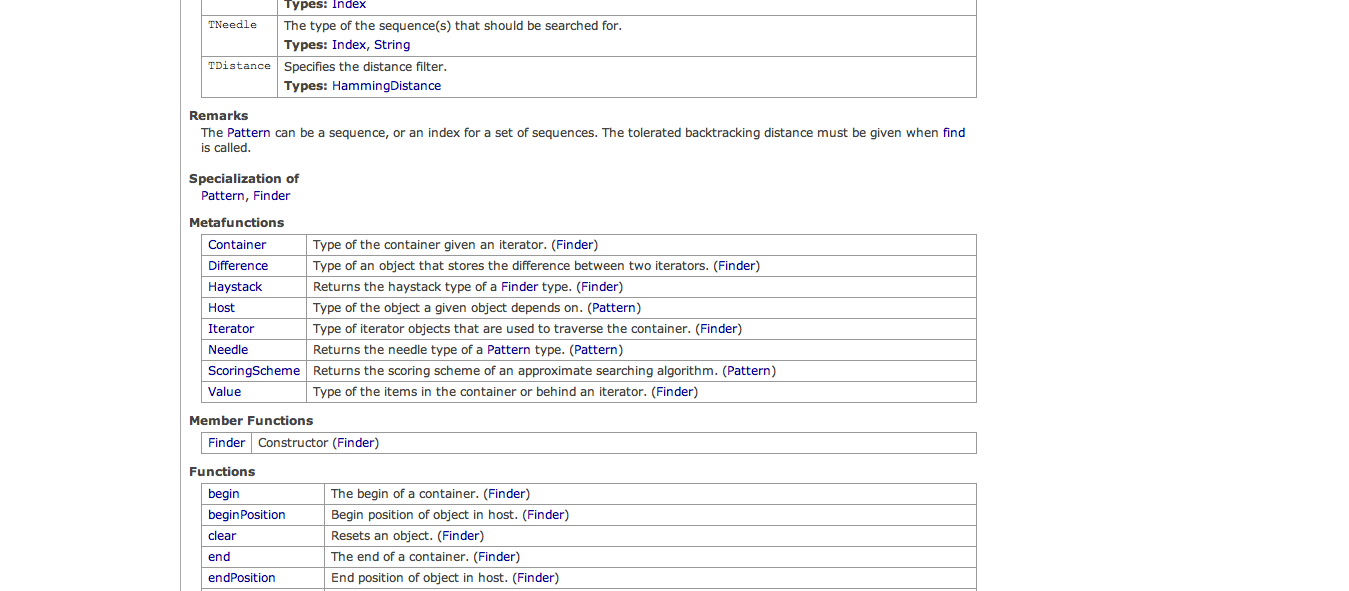 Types: Index
TNeedle The type of the sequence(s) that should be searched for.
Types: Index, String
TDistance Specifies the distance filter.
Types: HammingDistance
Remarks
The Pattern can be a sequence, or an index for a set of sequences. The tolerated backtracking distance must be given when find
is called.
Specialization of
Pattern, Finder
Metafunctions
Container Type of the container given an iterator. (Finder)
Difference Type of an object that stores the difference between two iterators. (Finder)
Haystack Returns the haystack type of a Finder type. (Finder)
Host Type of the object a given object depends on. (Pattern)
Iterator Type of iterator objects that are used to traverse the container. (Finder)
Needle Returns the needle type of a Pattern type. (Pattern)
ScoringScheme Returns the scoring scheme of an approximate searching algorithm. (Pattern)
Value Type of the items in the container or behind an iterator. (Finder)
Member Functions
Finder Constructor (Finder)
Functions
begin The begin of a container. (Finder)
beginPosition Begin position of object in host. (Finder)
clear Resets an object. (Finder)
end The end of a container. (Finder)
endPosition End position of object in host. (Finder)